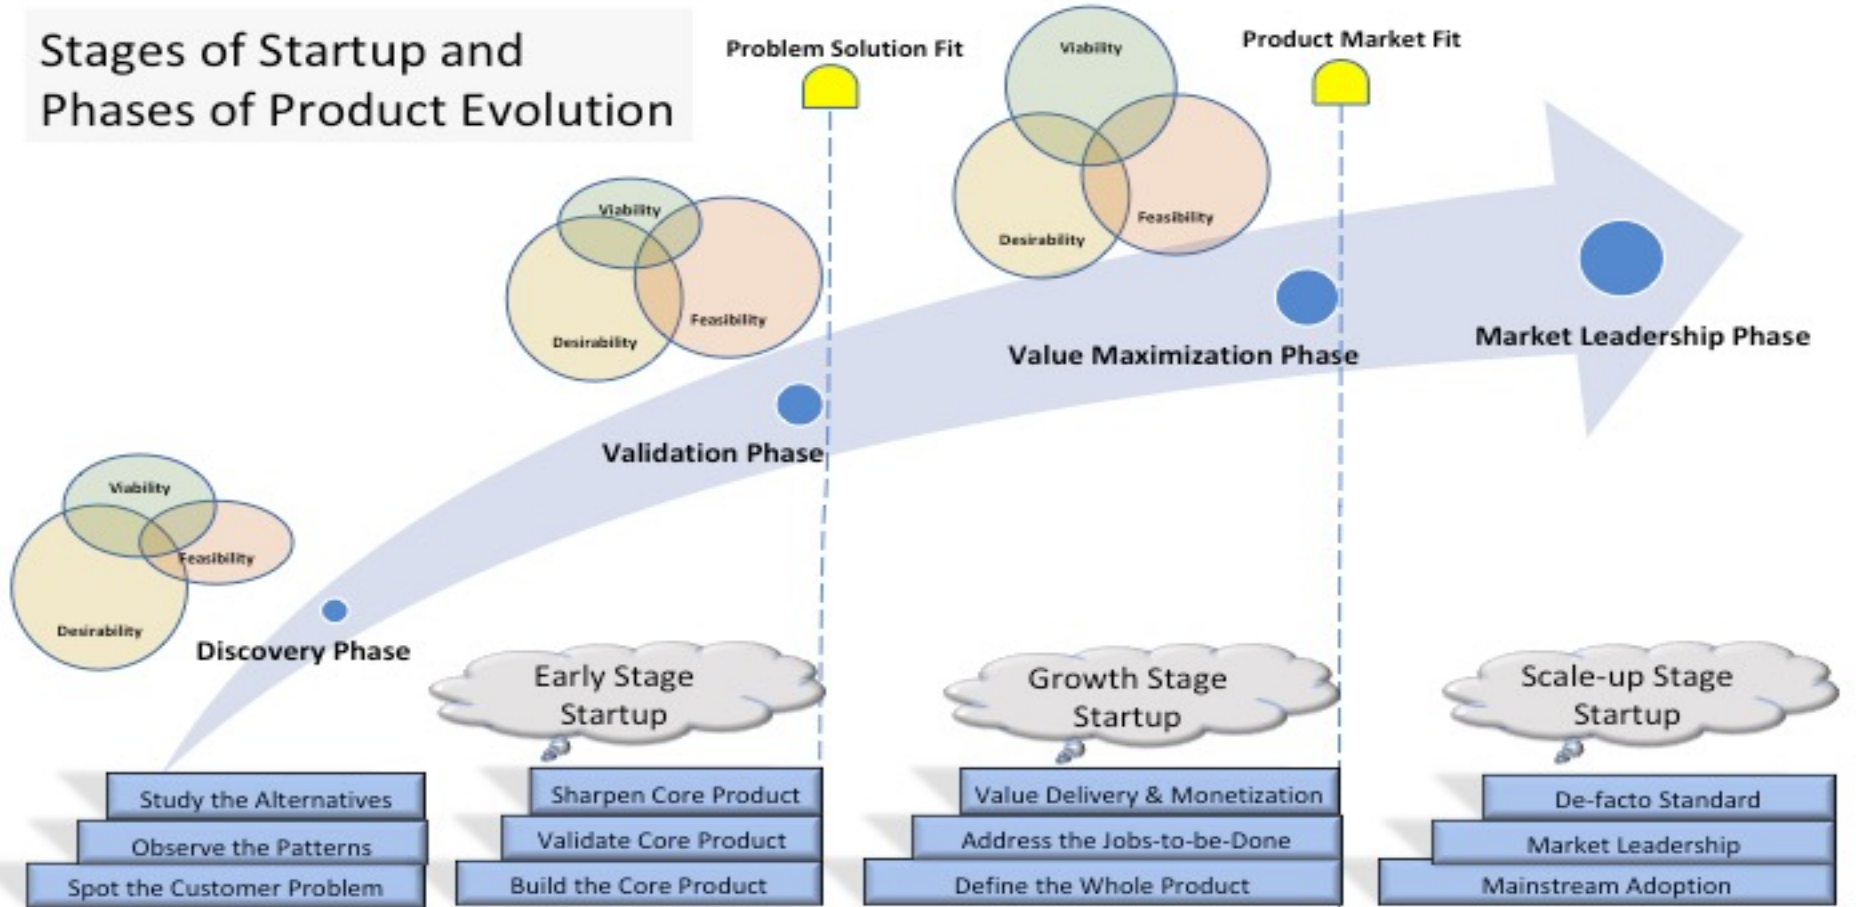 Stages of Startup and
Phases of Product Evolution
Problem Solution Fit
Product Market Fit
Viability
Desirability
Feasibility
Viability
Desirability
Feasibility
Viability
Feasibility
Desirability
Discovery Phase
Validation Phase
Value Maximization Phase
Market Leadership Phase
Early Stage
Startup
Growth Stage
Startup
Scale-up Stage
Startup
Study the Alternatives
Observe the Patterns
Spot the Customer Problem
Sharpen Core Product
Validate Core Product
Build the Core Product
Value Delivery & Monetization
Address the Jobs-to-be-Done
Define the Whole Product
De-facto Standard
Market Leadership
Mainstream Adoption